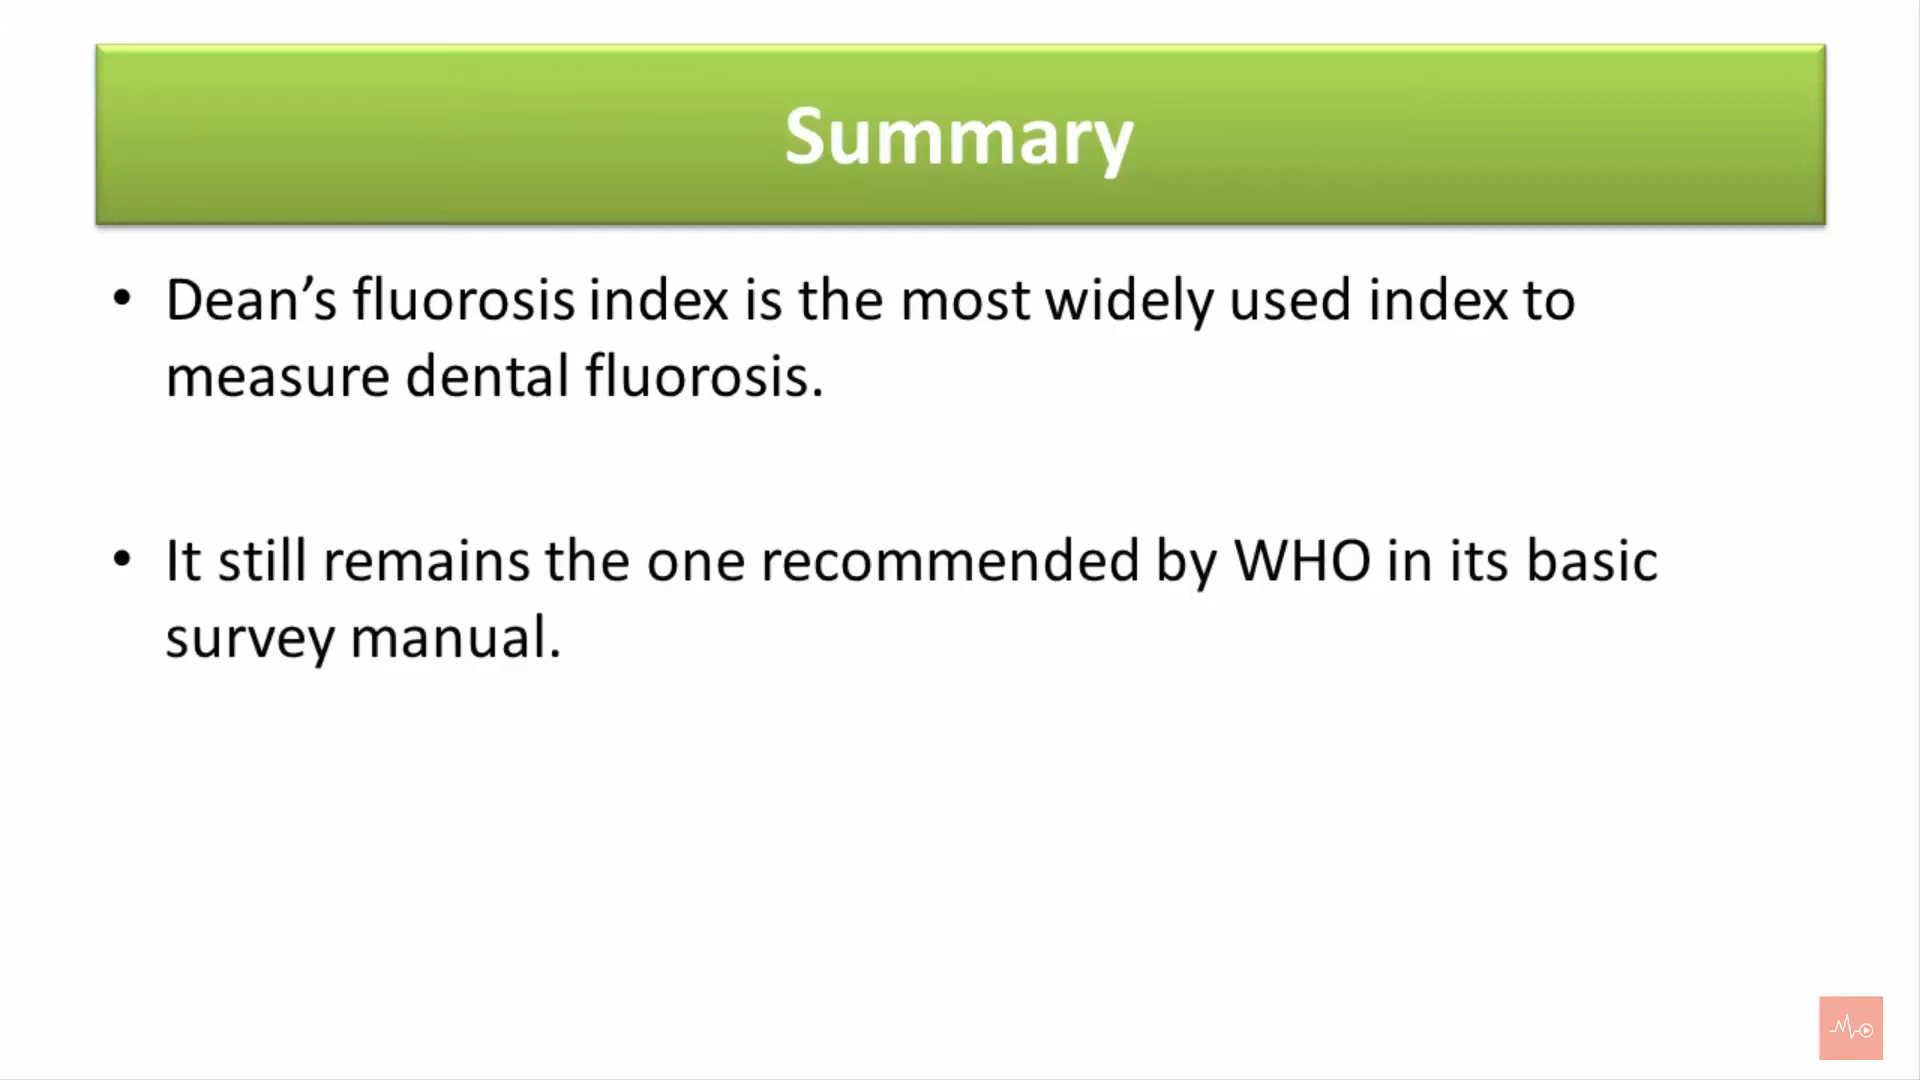 Summary
• Dean’s fluorosis index is the most widely used index to
measure dental fluorosis.
• It still remains the one recommended by WHO in its basic
survey manual.